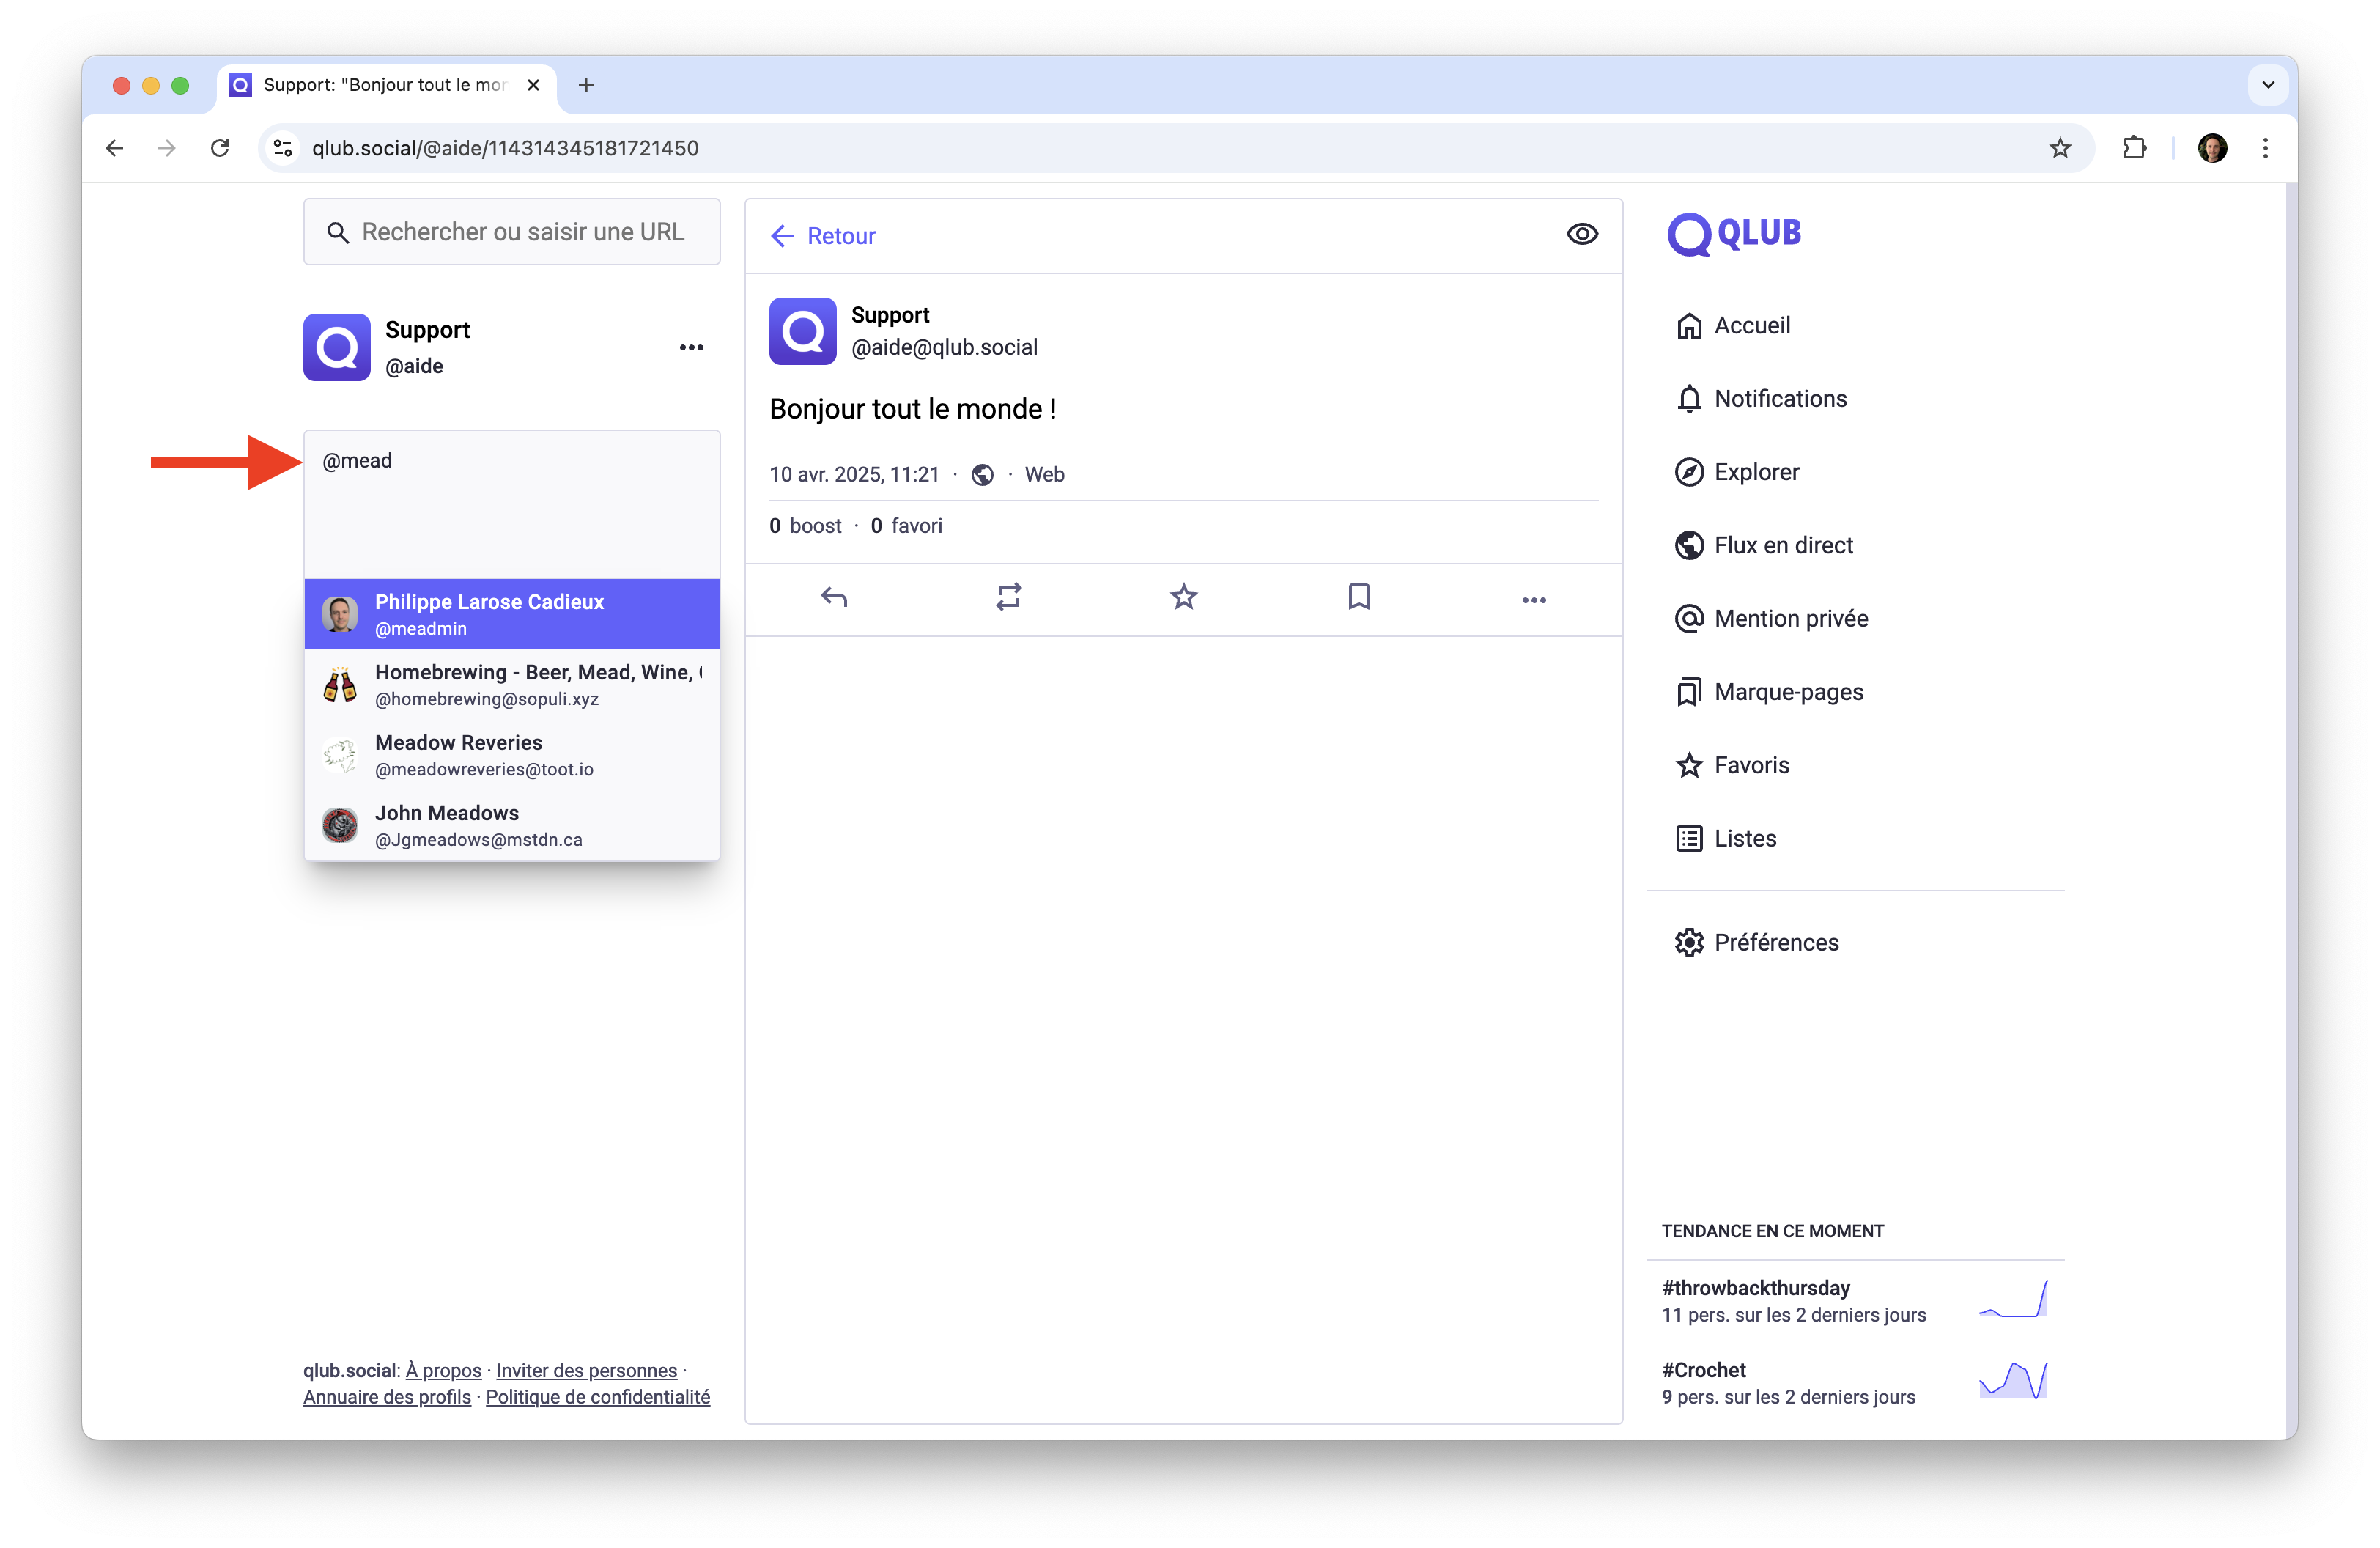 Support: "Bonjour tout le mor
qlub.social/@aide/114314345181721450
Rechercher ou saisir une URL
Support
@aide
@mead
Philippe Larose Cadieux
@meadmin
Homebrewing - Beer, Mead, Wine,
@homebrewing@sopuli.xyz
Meadow Reveries
@meadowreveries@toot.io
John Meadows
@Jgmeadows@mstdn.ca
qlub.social: À propos · Inviter des personnes ·
Annuaire des profils · Politique de confidentialité
Retour
Support
@aide@qlub.social
Bonjour tout le monde !
10 avr. 2025, 11:21 · · Web
0 boost · 0 favori
QLUB
Accueil
Notifications
Explorer
Flux en direct
Mention privée
Marque-pages
Favoris
Listes
Préférences
TENDANCE EN CE MOMENT
#throwbackthursday
11 pers. sur les 2 derniers jours
#Crochet
9 pers. sur les 2 derniers jours